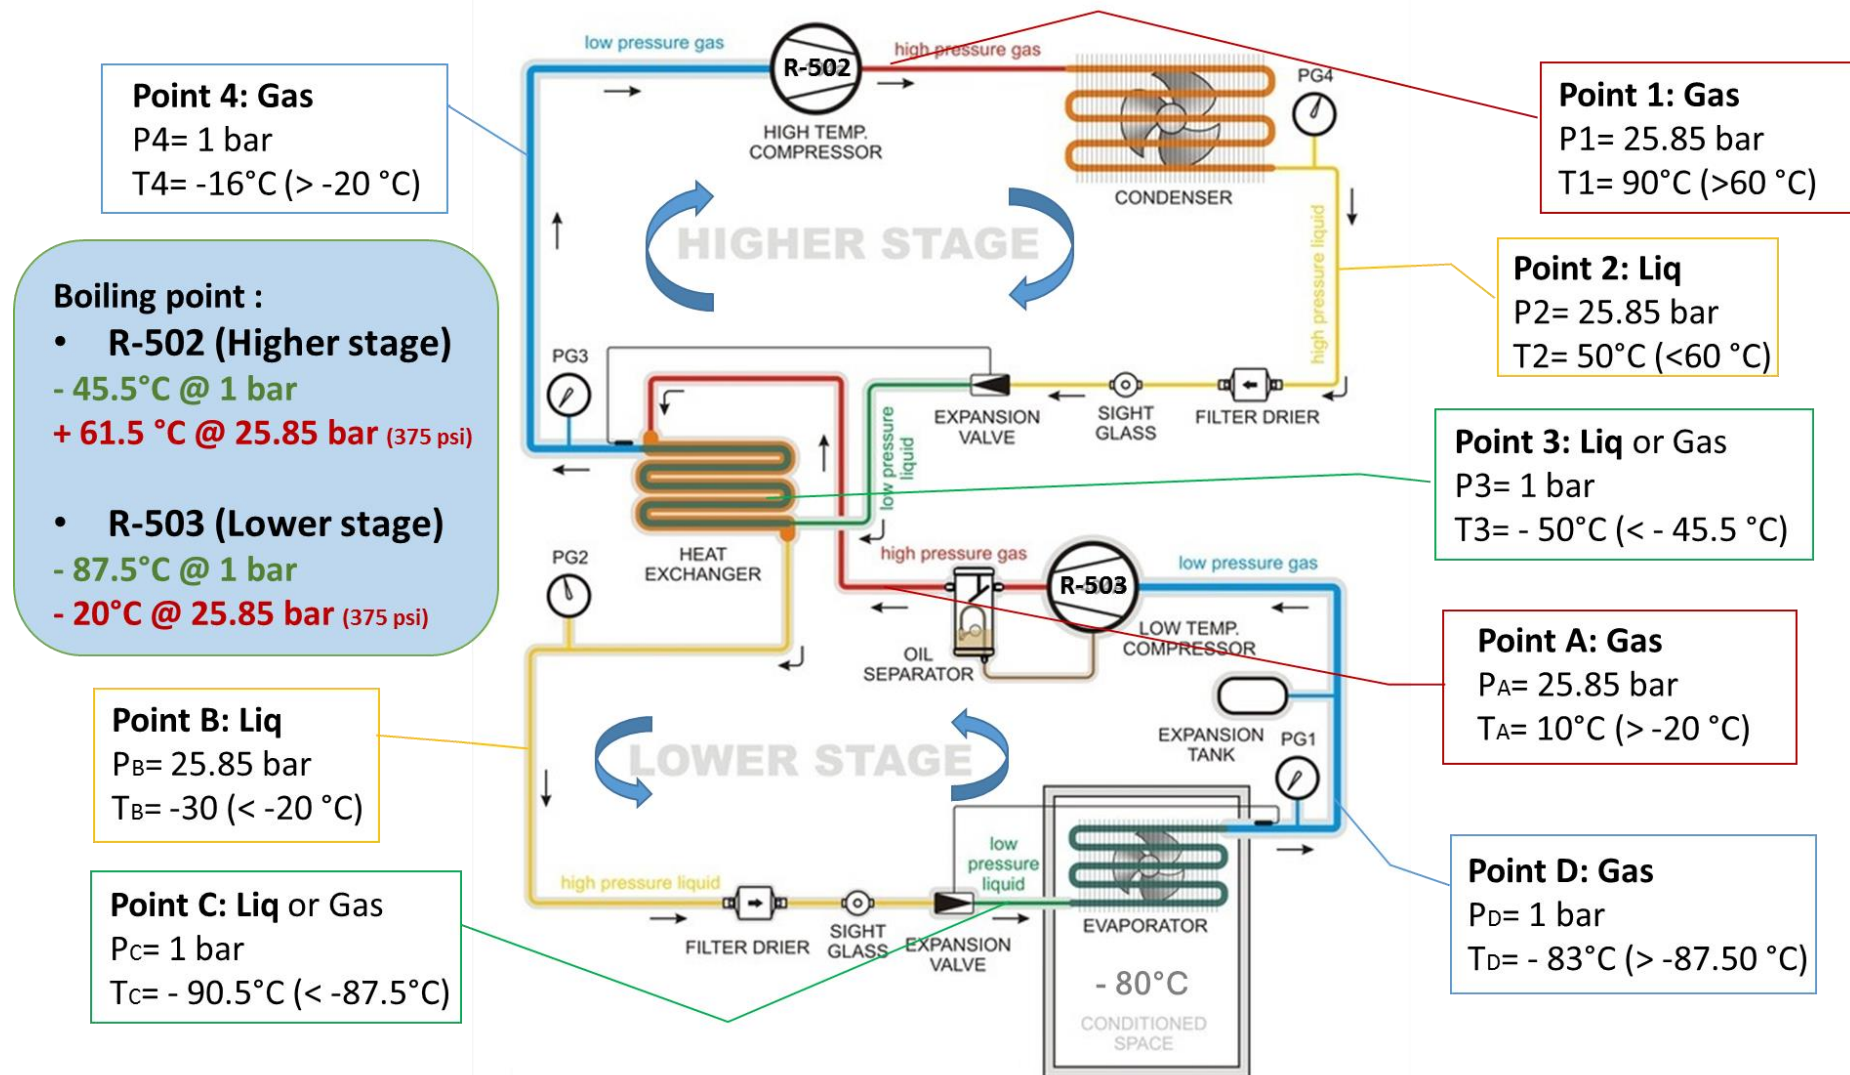 low pressure gas
R-502
high pressure gas
HIGH TEMP.
COMPRESSOR
CONDENSER
PG4
high pressure liquid
Point 4: Gas
P4= 1 bar
T4= -16°C (> -20 °C)
Point 1: Gas
P1= 25.85 bar
T1= 90°C (>60 °C)
HIGHER STAGE
Point 2: Liq
P2= 25.85 bar
T2= 50°C (<60 °C)
Boiling point :
• R-502 (Higher stage)
- 45.5°C @ 1 bar
+ 61.5 °C @ 25.85 bar (375 psi)
• R-503 (Lower stage)
- 87.5°C @ 1 bar
- 20°C @ 25.85 bar (375 psi)
PG3
EXPANSION
VALVE
SIGHT
GLASS
FILTER DRIER
low pressure
liquid
Point 3: Liq or Gas
P3= 1 bar
T3= - 50°C (< - 45.5 °C)
HEAT
EXCHANGER
PG2
high pressure gas
R-503
low pressure gas
OIL
SEPARATOR
LOW TEMP.
COMPRESSOR
EXPANSION
TANK
PG1
Point A: Gas
PA= 25.85 bar
TA= 10°C (> -20 °C)
Point B: Liq
PB= 25.85 bar
TB= -30 (< -20 °C)
LOWER STAGE
Point C: Liq or Gas
PC= 1 bar
TC= - 90.5°C (< -87.5°C)
high pressure liquid
FILTER DRIER
SIGHT
GLASS
EXPANSION
VALVE
low
pressure
liquid
EVAPORATOR
- 80°C
CONDITIONED
SPACE
Point D: Gas
PD= 1 bar
TD= - 83°C (> -87.50 °C)